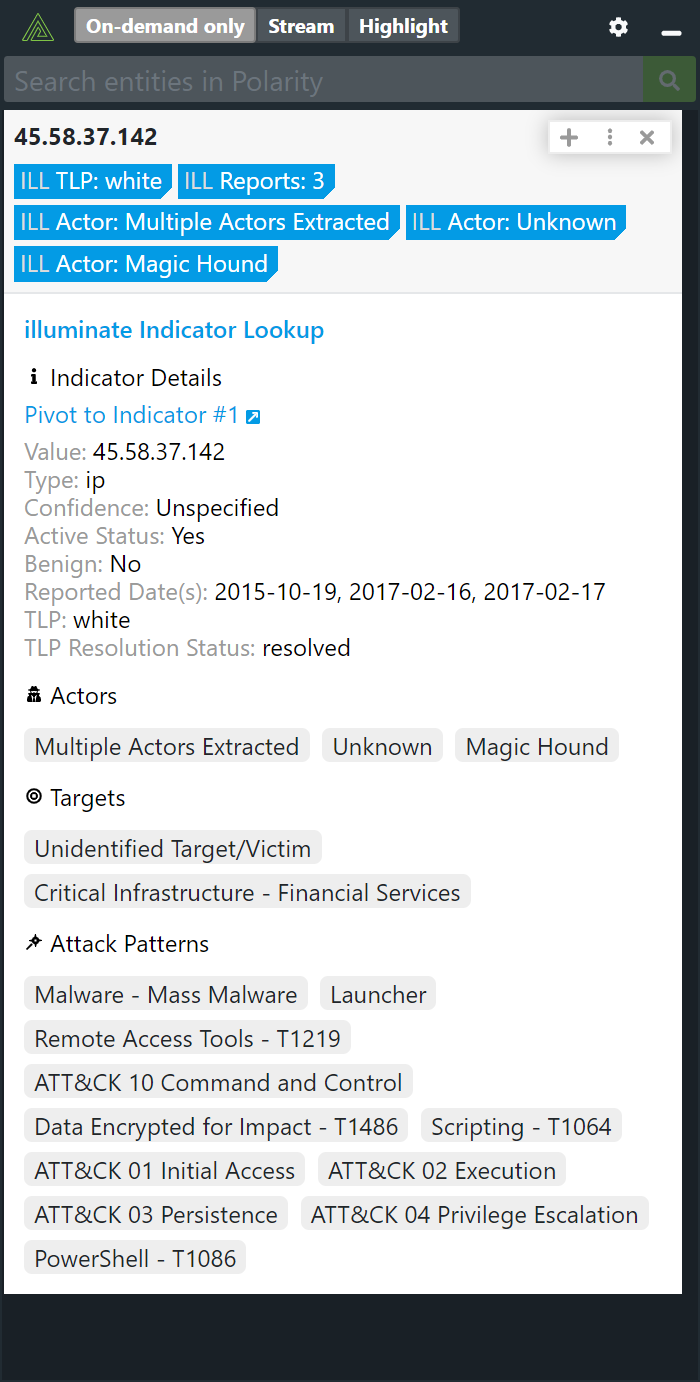 On-demand only Stream Highlight
Search entities in Polarity
45.58.37.142
ILL TLP: white ILL Reports: 3
ILL Actor: Multiple Actors Extracted ILL Actor: Unknown
ILL Actor: Magic Hound
illuminate Indicator Lookup
Indicator Details
Pivot to Indicator #1
Value: 45.58.37.142
Type: ip
Confidence: Unspecified
Active Status: Yes
Benign: No
Reported Date(s): 2015-10-19, 2017-02-16, 2017-02-17
TLP: white
TLP Resolution Status: resolved
Actors
Multiple Actors Extracted Unknown Magic Hound
Targets
Unidentified Target/Victim
Critical Infrastructure - Financial Services
Attack Patterns
Malware - Mass Malware Launcher
Remote Access Tools - T1219
ATT&CK 10 Command and Control
Data Encrypted for Impact - T1486 Scripting - T1064
ATT&CK 01 Initial Access ATT&CK 02 Execution
ATT&CK 03 Persistence ATT&CK 04 Privilege Escalation
PowerShell - T1086